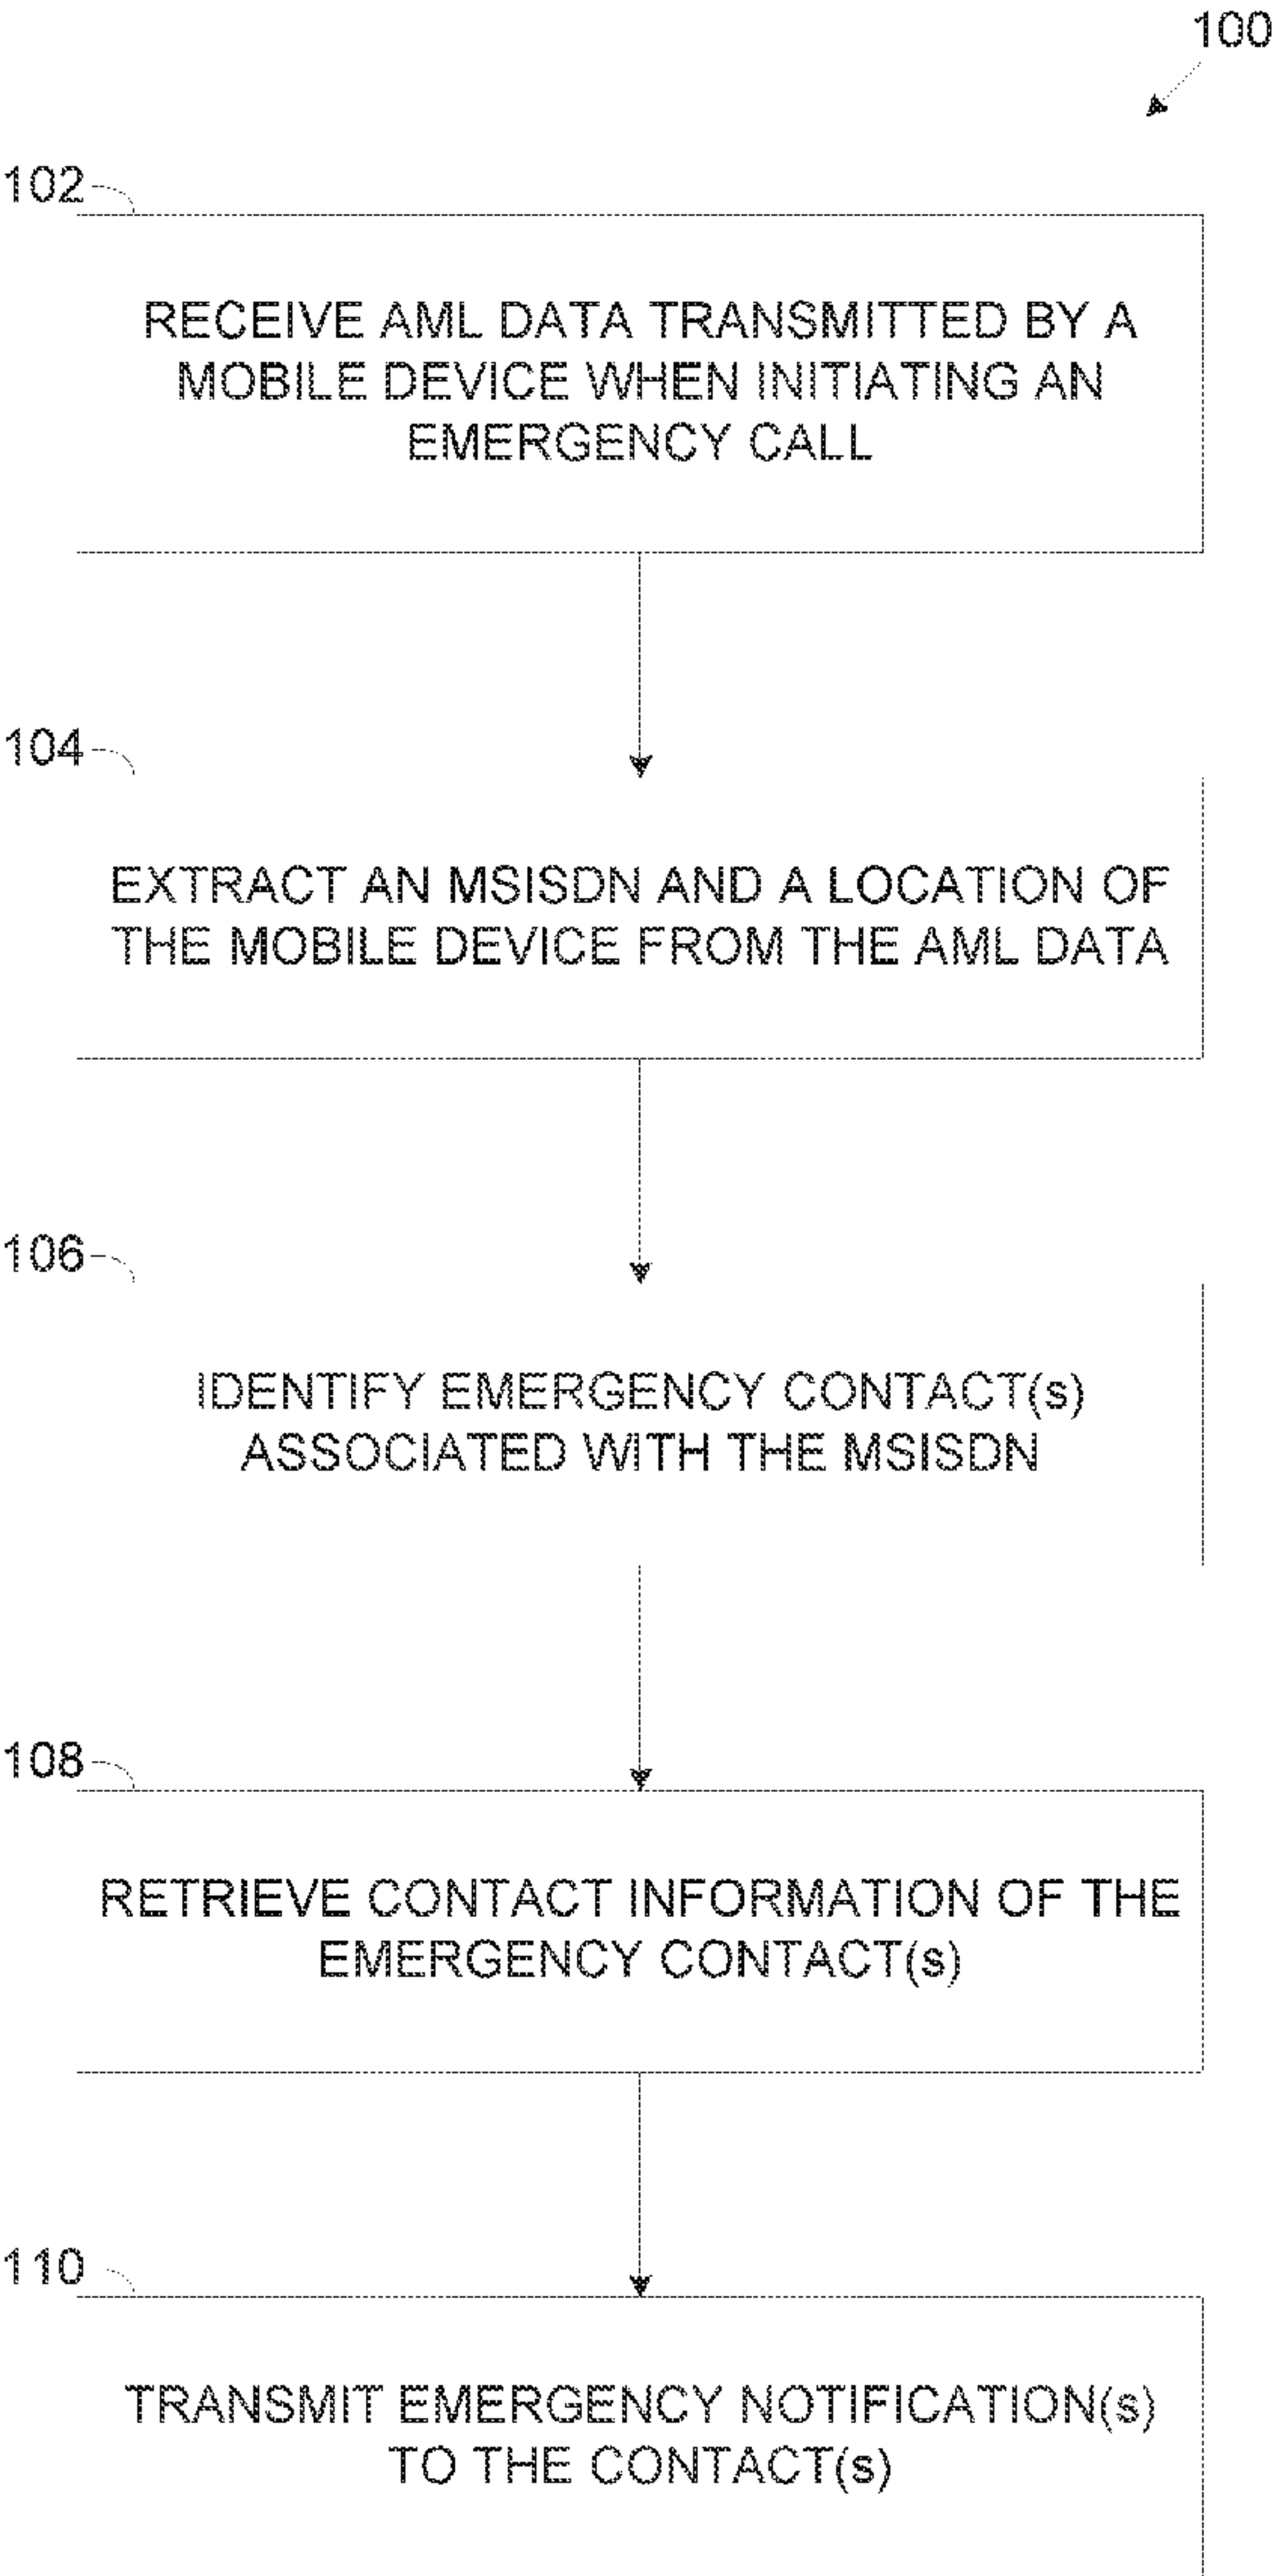 100
102
RECEIVE AML DATA TRANSMITTED BY A
MOBILE DEVICE WHEN INITIATING AN
EMERGENCY CALL
104
EXTRACT AN MSISDN AND A LOCATION OF
THE MOBILE DEVICE FROM THE AML DATA
106
IDENTIFY EMERGENCY CONTACT(s)
ASSOCIATED WITH THE MSISDN
108
RETRIEVE CONTACT INFORMATION OF THE
EMERGENCY CONTACT(s)
110
TRANSMIT EMERGENCY NOTIFICATION(s)
TO THE CONTACT(s)